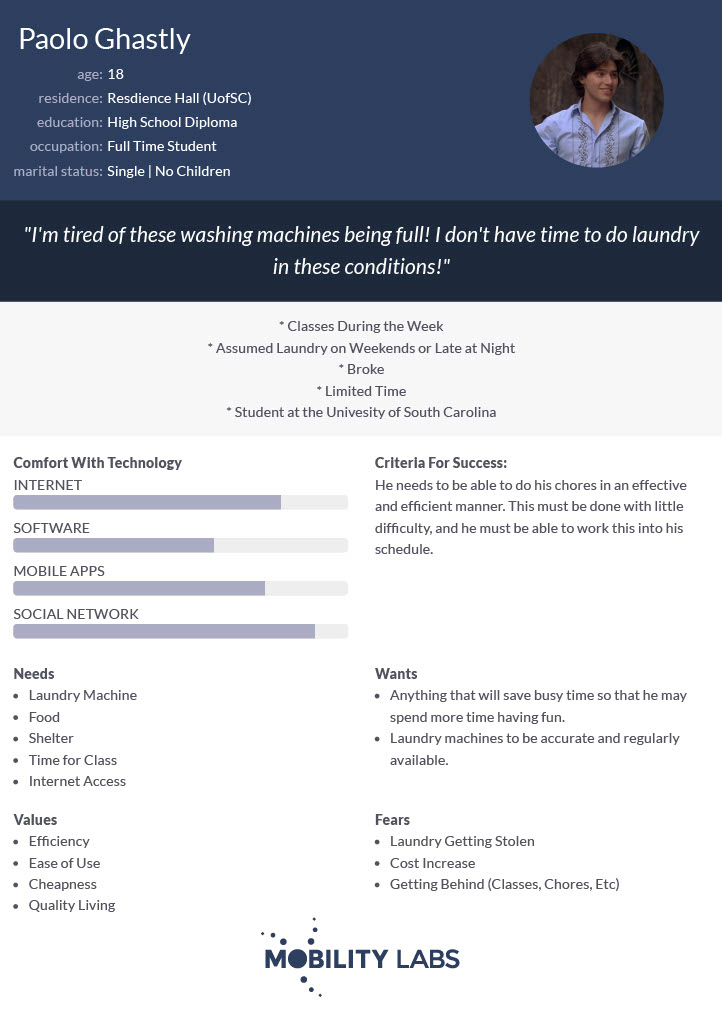 Paolo Ghastly
age: 18
residence: Resdience Hall (UofSC)
education: High School Diploma
occupation: Full Time Student
marital status: Single | No Children
"I'm tired of these washing machines being full! I don't have time to do laundry
in these conditions!"
* Classes During the Week
* Assumed Laundry on Weekends or Late at Night
* Broke
* Limited Time
* Student at the Univesity of South Carolina
Comfort With Technology
INTERNET
SOFTWARE
MOBILE APPS
SOCIAL NETWORK
Criteria For Success:
He needs to be able to do his chores in an effective
and efficient manner. This must be done with little
difficulty, and he must be able to work this into his
schedule.
Needs
• Laundry Machine
• Food
• Shelter
• Time for Class
• Internet Access
Wants
• Anything that will save busy time so that he may
spend more time having fun.
• Laundry machines to be accurate and regularly
available.
Values
• Efficiency
• Ease of Use
• Cheapness
• Quality Living
Fears
• Laundry Getting Stolen
• Cost Increase
• Getting Behind (Classes, Chores, Etc)
MOBILITY LABS